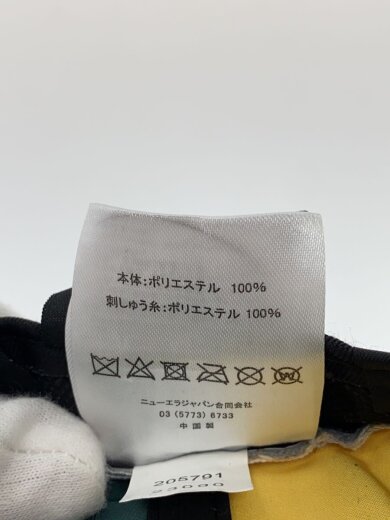 本体:ポリエステル 100%
刺しゅう糸:ポリエステル 100%
ニューエラジャパン合同会社
03 (5773) 6733
中国製
205791